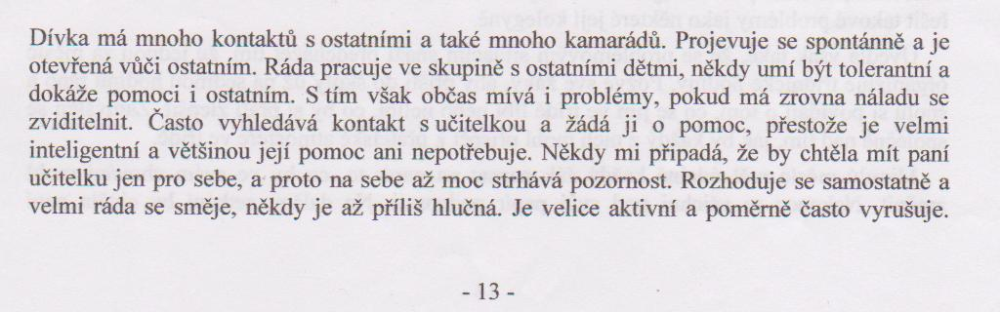 Dívka má mnoho kontaktů s ostatními a také mnoho kamarádů. Projevuje se spontánně a je
otevřená vůči ostatním. Ráda pracuje ve skupině s ostatními dětmi, někdy umí být tolerantní a
dokáže pomoci i ostatním. S tím však občas mívá i problémy, pokud má zrovna náladu se
zviditelnit. Často vyhledává kontakt s učitelkou a žádá ji o pomoc, přestože je velmi
inteligentní a většinou její pomoc ani nepotřebuje. Někdy mi připadá, že by chtěla mít paní
učitelku jen pro sebe, a proto na sebe až moc strhává pozornost. Rozhoduje se samostatně a
velmi ráda se směje, někdy je až příliš hlučná. Je velice aktivní a poměrně často vyrušuje.
- 13 -